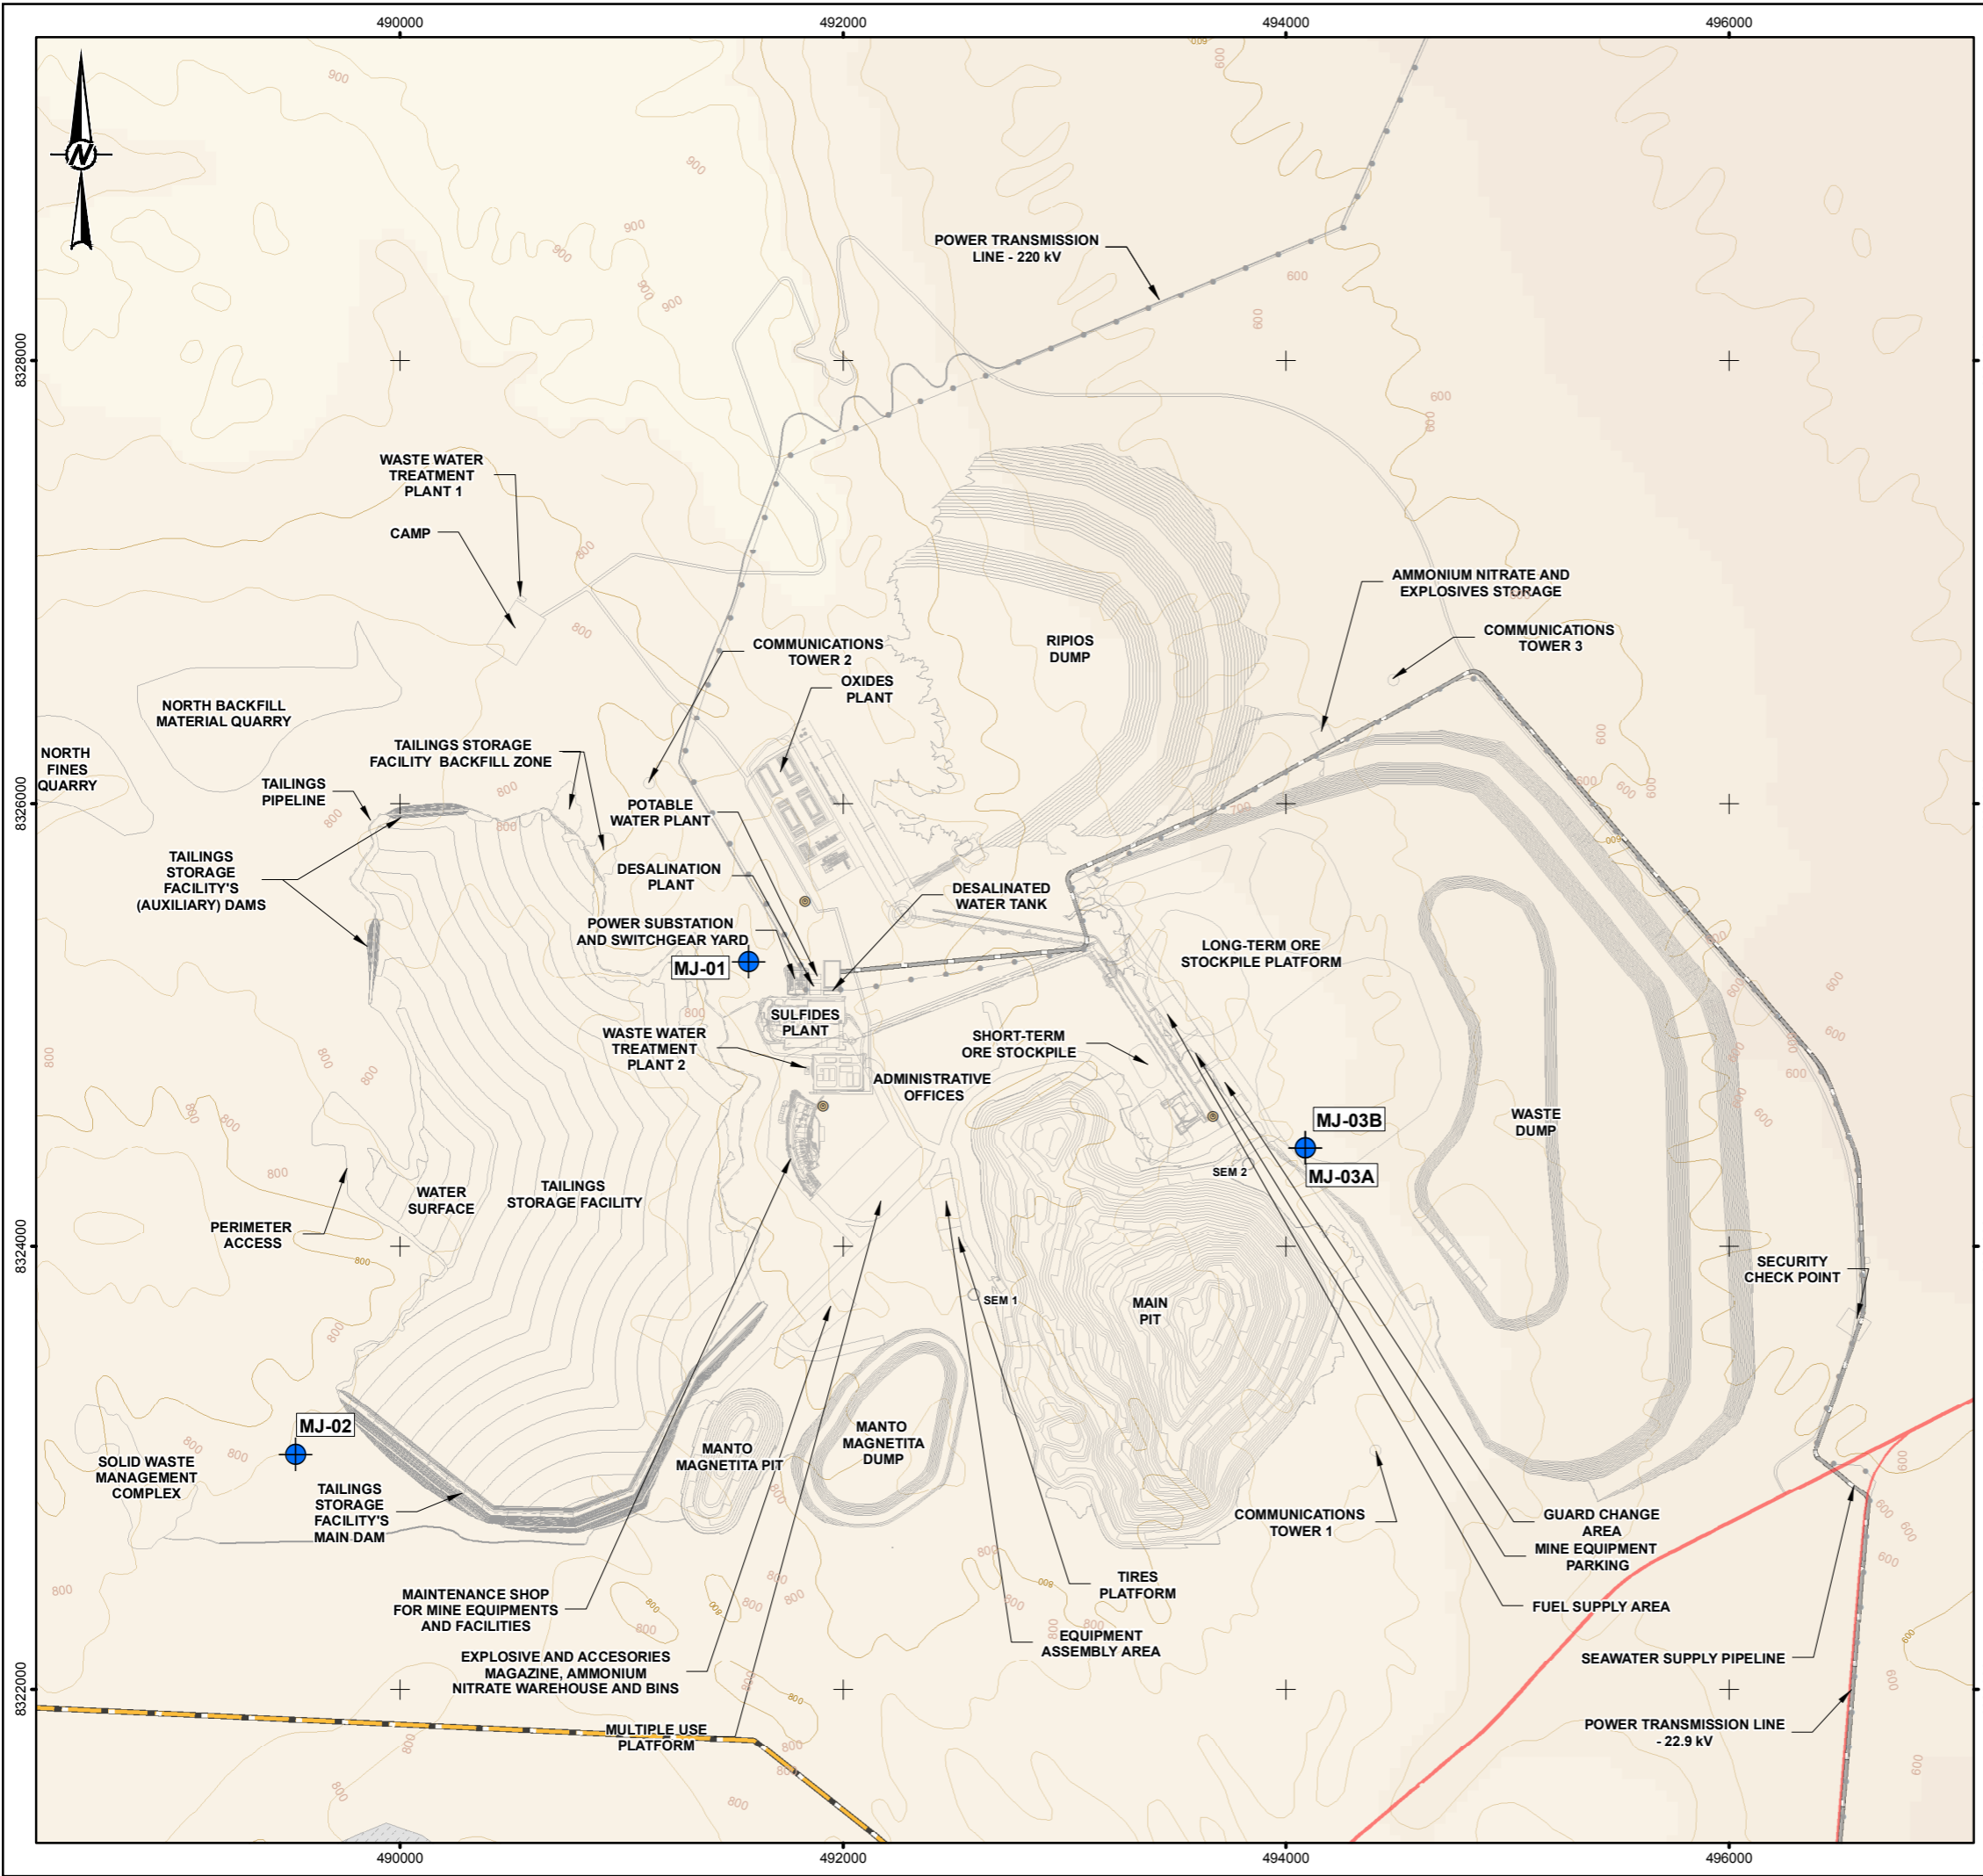 490000
492000
494000
496000
8328000
8326000
8324000
8322000
N
POWER TRANSMISSION
LINE - 220 kV
WASTE WATER
TREATMENT
PLANT 1
CAMP
AMMONIUM NITRATE AND
EXPLOSIVES STORAGE
COMMUNICATIONS
TOWER 3
COMMUNICATIONS
TOWER 2
RIPIOS
DUMP
OXIDES
PLANT
NORTH BACKFILL
MATERIAL QUARRY
NORTH
FINES
QUARRY
TAILINGS STORAGE
FACILITY BACKFILL ZONE
TAILINGS
PIPELINE
POTABLE
WATER PLANT
TAILINGS
STORAGE
FACILITY'S
(AUXILIARY) DAMS
DESALINATION
PLANT
DESALINATED
WATER TANK
POWER SUBSTATION
AND SWITCHGEAR YARD
MJ-01
LONG-TERM ORE
STOCKPILE PLATFORM
SULFIDES
PLANT
WASTE WATER
TREATMENT
PLANT 2
SHORT-TERM
ORE STOCKPILE
ADMINISTRATIVE
OFFICES
WASTE
DUMP
MJ-03B
MJ-03A
SEM 2
TAILINGS
STORAGE FACILITY
WATER
SURFACE
PERIMETER
ACCESS
SECURITY
CHECK POINT
SEM 1
MAIN
PIT
MJ-02
SOLID WASTE
MANAGEMENT
COMPLEX
MANTO
MAGNETITA PIT
MANTO
MAGNETITA
DUMP
TAILINGS
STORAGE
FACILITY'S
MAIN DAM
COMMUNICATIONS
TOWER 1
GUARD CHANGE
AREA
MINE EQUIPMENT
PARKING
FUEL SUPPLY AREA
TIRES
PLATFORM
MAINTENANCE SHOP
FOR MINE EQUIPMENTS
AND FACILITIES
EQUIPMENT
ASSEMBLY AREA
EXPLOSIVE AND ACCESORIES
MAGAZINE, AMMONIUM
NITRATE WAREHOUSE AND BINS
SEAWATER SUPPLY PIPELINE
MULTIPLE USE
PLATFORM
POWER TRANSMISSION LINE
- 22.9 kV
900
800
700
600
490000
492000
494000
496000